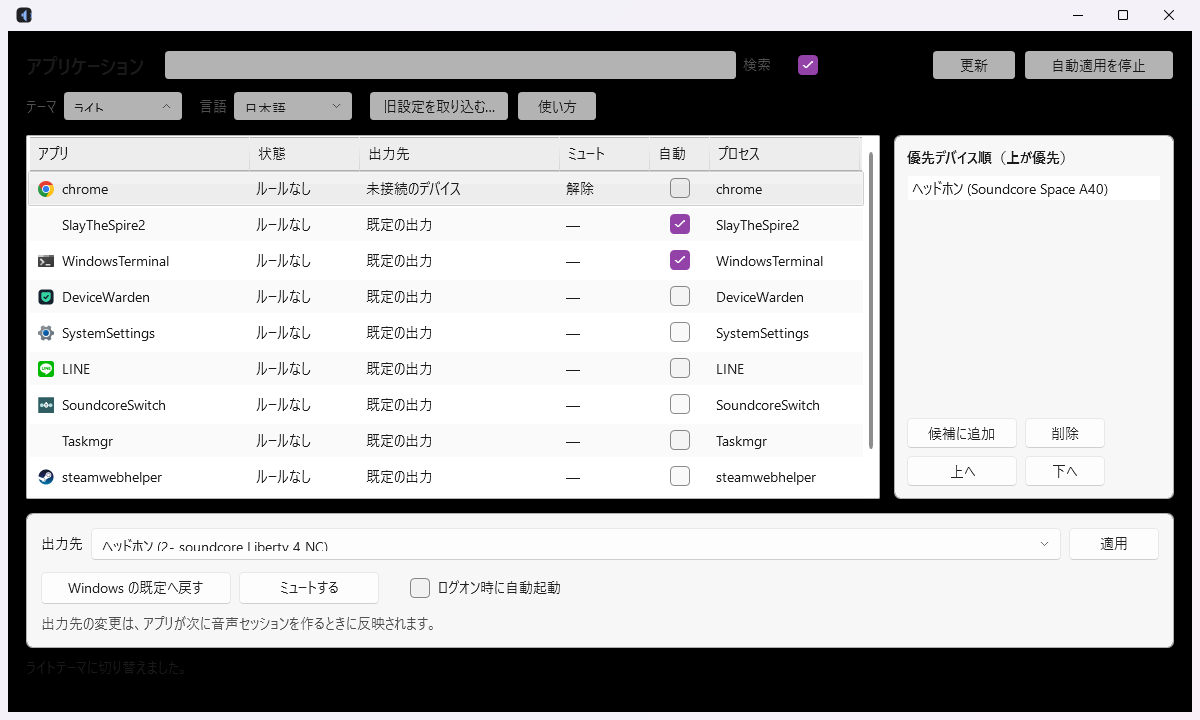 アプリケーション 検索 更新 自動適用を停止
テーマ ライト 言語 日本語 旧設定を取り込む... 使い方
アプリ 状態 出力先 ミュート 自動 プロセス
chrome ルールなし 未接続のデバイス 解除 chrome
SlayTheSpire2 ルールなし 既定の出力 — SlayTheSpire2
WindowsTerminal ルールなし 既定の出力 — WindowsTerminal
DeviceWarden ルールなし 既定の出力 — DeviceWarden
SystemSettings ルールなし 既定の出力 — SystemSettings
LINE ルールなし 既定の出力 — LINE
SoundcoreSwitch ルールなし 既定の出力 — SoundcoreSwitch
Taskmgr ルールなし 既定の出力 — Taskmgr
steamwebhelper ルールなし 既定の出力 — steamwebhelper
優先デバイス順（上が優先）
ヘッドホン (Soundcore Space A40)
候補に追加 削除
上へ 下へ
出力先 ヘッドホン (2- soundcore Liberty 4 NC) 適用
Windows の既定へ戻す ミュートする ログオン時に自動起動
出力先の変更は、アプリが次に音声セッションを作るときに反映されます。
ライトテーマに切り替えました。